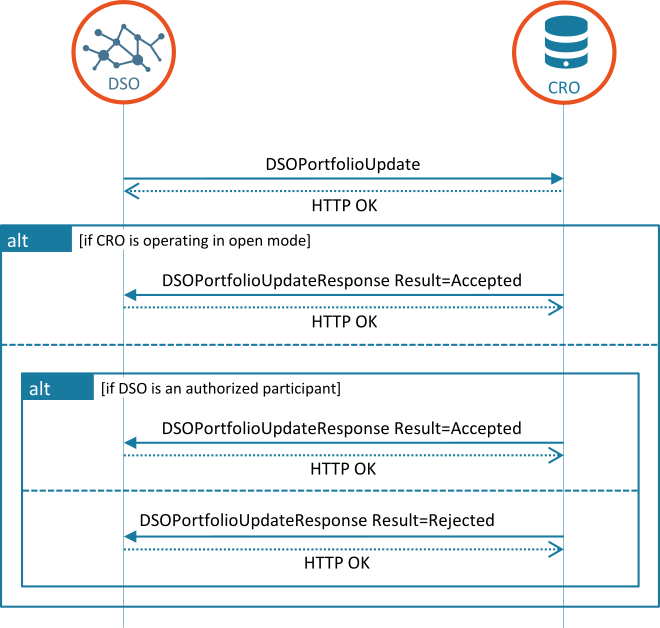 DSO
CRO
DSOPortfolioUpdate
HTTP OK
alt
[if CRO is operating in open mode]
DSOPortfolioUpdateResponse Result=Accepted
HTTP OK
alt
[if DSO is an authorized participant]
DSOPortfolioUpdateResponse Result=Accepted
HTTP OK
DSOPortfolioUpdateResponse Result=Rejected
HTTP OK